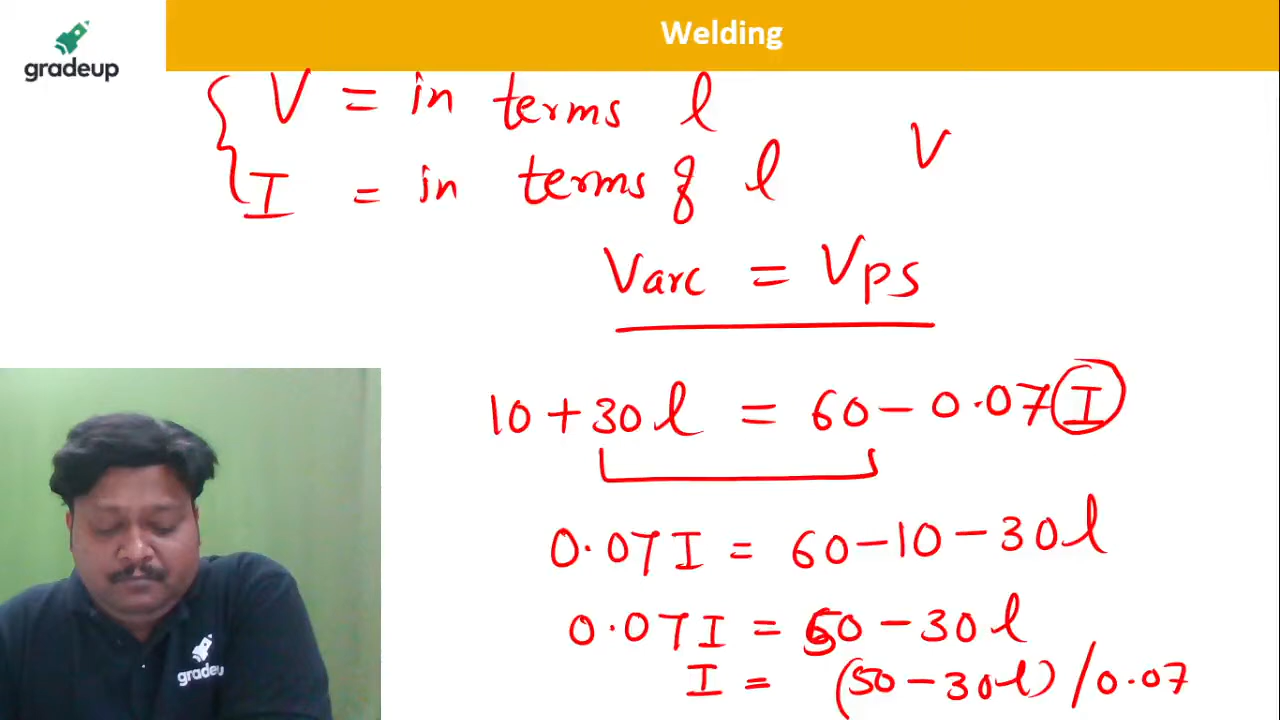 Welding
gradeup
V = in terms l
I = in terms of l
V
Varc = Vps
10 + 30l = 60 - 0.07I
0.07I = 60 - 10 - 30l
0.07I = 50 - 30l
I = (50 - 30l) / 0.07
gradeup